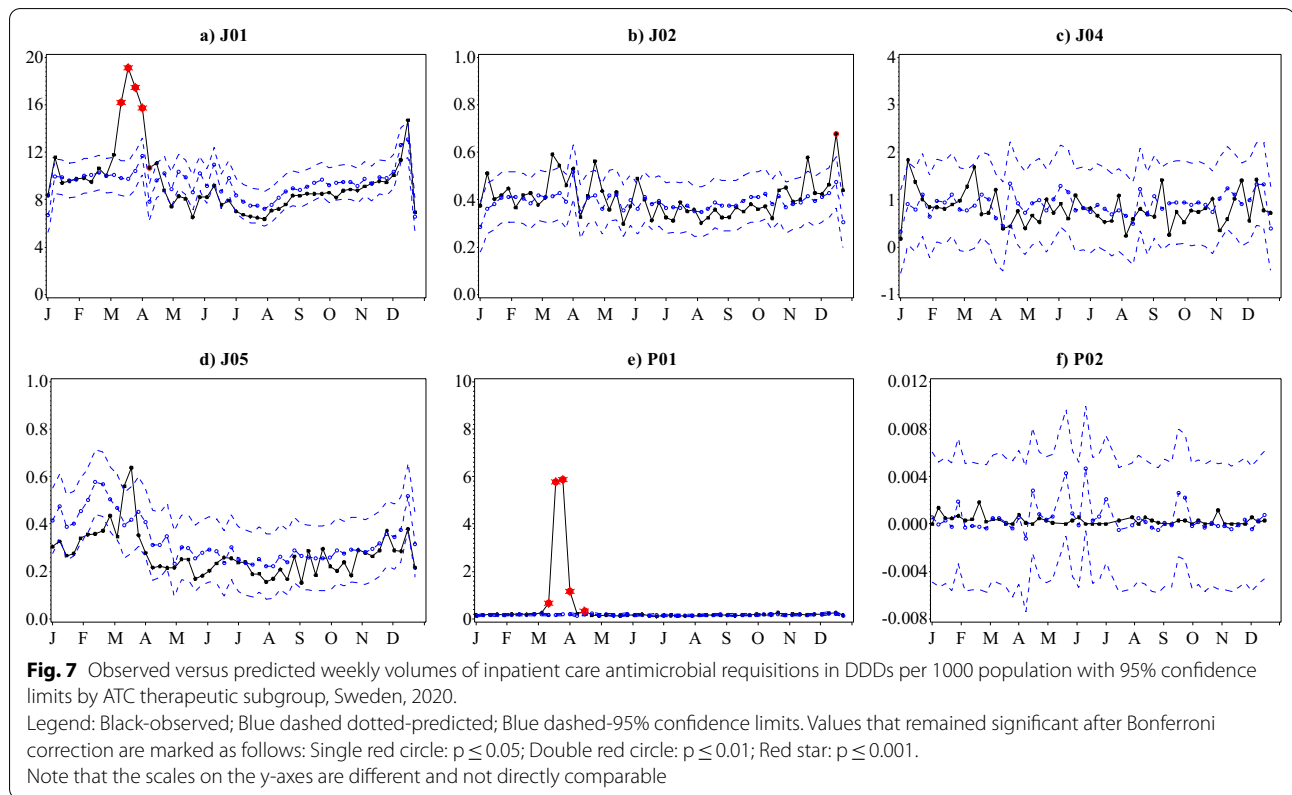 a) J01
b) J02
c) J04
20
16
12
8
4
0
J F M A M J J A S O N D
1.0
0.8
0.6
0.4
0.2
0.0
J F M A M J J A S O N D
4
3
2
1
0
-1
J F M A M J J A S O N D
d) J05
e) P01
f) P02
1.0
0.8
0.6
0.4
0.2
0.0
J F M A M J J A S O N D
10
8
6
4
2
0
J F M A M J J A S O N D
0.012
0.008
0.004
0.000
-0.004
-0.008
J F M A M J J A S O N D
Fig. 7 Observed versus predicted weekly volumes of inpatient care antimicrobial requisitions in DDDs per 1000 population with 95% confidence
limits by ATC therapeutic subgroup, Sweden, 2020.
Legend: Black-observed; Blue dashed dotted-predicted; Blue dashed-95% confidence limits. Values that remained significant after Bonferroni
correction are marked as follows: Single red circle: p ≤ 0.05; Double red circle: p ≤ 0.01; Red star: p ≤ 0.001.
Note that the scales on the y-axes are different and not directly comparable